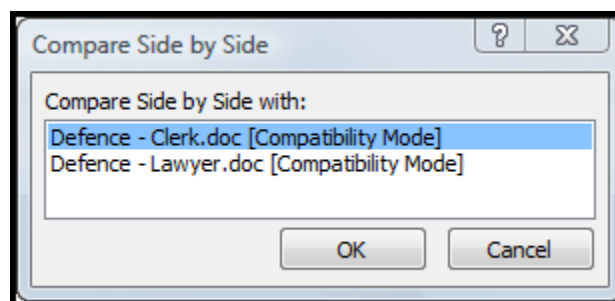 Compare Side by Side
Compare Side by Side with:
Defence - Clerk.doc [Compatibility Mode]
Defence - Lawyer.doc [Compatibility Mode]
OK Cancel